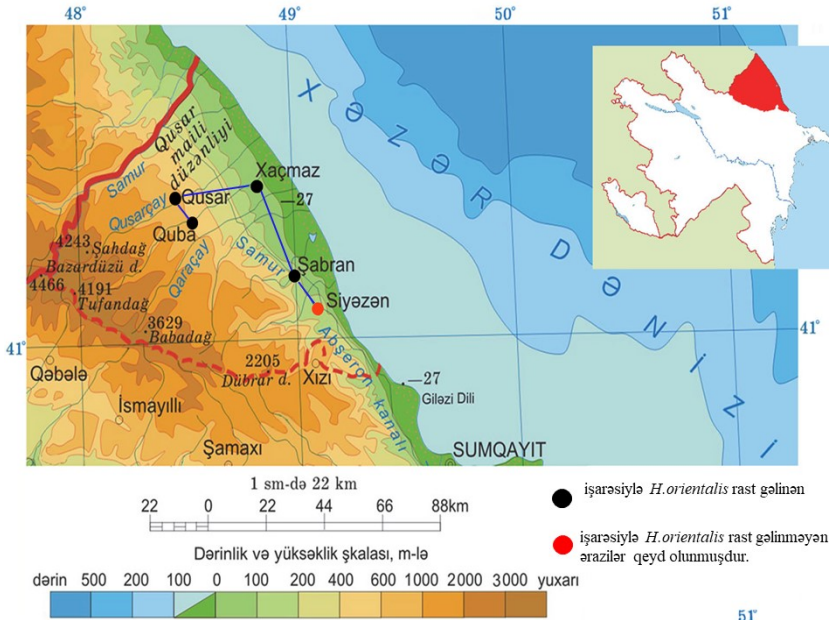 48 49 50 51
XƏZƏR DƏNİZİ
Qusar maili düzənliyi
Samur
Xaçmaz
Qusarçay
Qusar
—27
Quba
4243 Şahdağ
Samur
Qaraçay
Bazardüzü d.
4466
Şabran
4191
Tufandağ
Siyəzən
3629
Babadağ
Abşeron kanalı
41 41
2205
Dübrar d.
Qəbələ
Xızı
—27
Giləzi Dili
İsmayıllı
Şamaxı
SUMQAYIT
1 sm-də 22 km
22 0 22 44 66 88km
işarəsiylə H.orientalis rast gəlinən
işarəsiylə H.orientalis rast gəlinməyən
ərazilər qeyd olunmuşdur.
Dərinlik və yüksəklik şkalası, m-lə
dərin 500 200 100 0 100 200 400 600 1000 2000 3000 yuxarı
51°